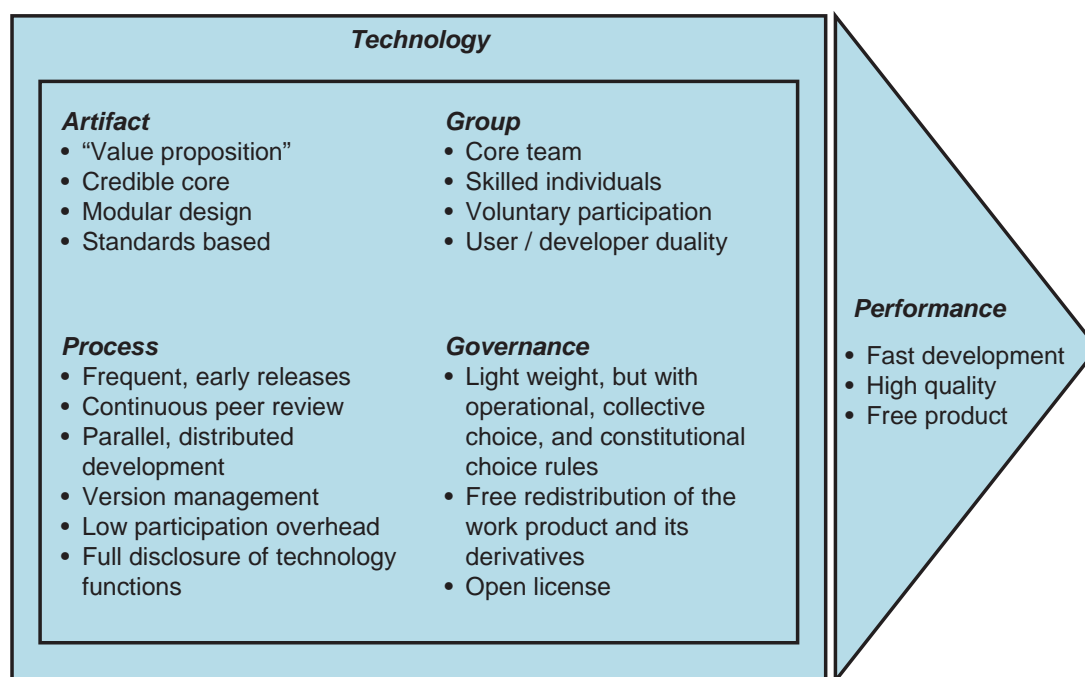 Technology
Artifact
• “Value proposition”
• Credible core
• Modular design
• Standards based
Group
• Core team
• Skilled individuals
• Voluntary participation
• User / developer duality
Process
• Frequent, early releases
• Continuous peer review
• Parallel, distributed
development
• Version management
• Low participation overhead
• Full disclosure of technology
functions
Governance
• Light weight, but with
operational, collective
choice, and constitutional
choice rules
• Free redistribution of the
work product and its
derivatives
• Open license
Performance
• Fast development
• High quality
• Free product